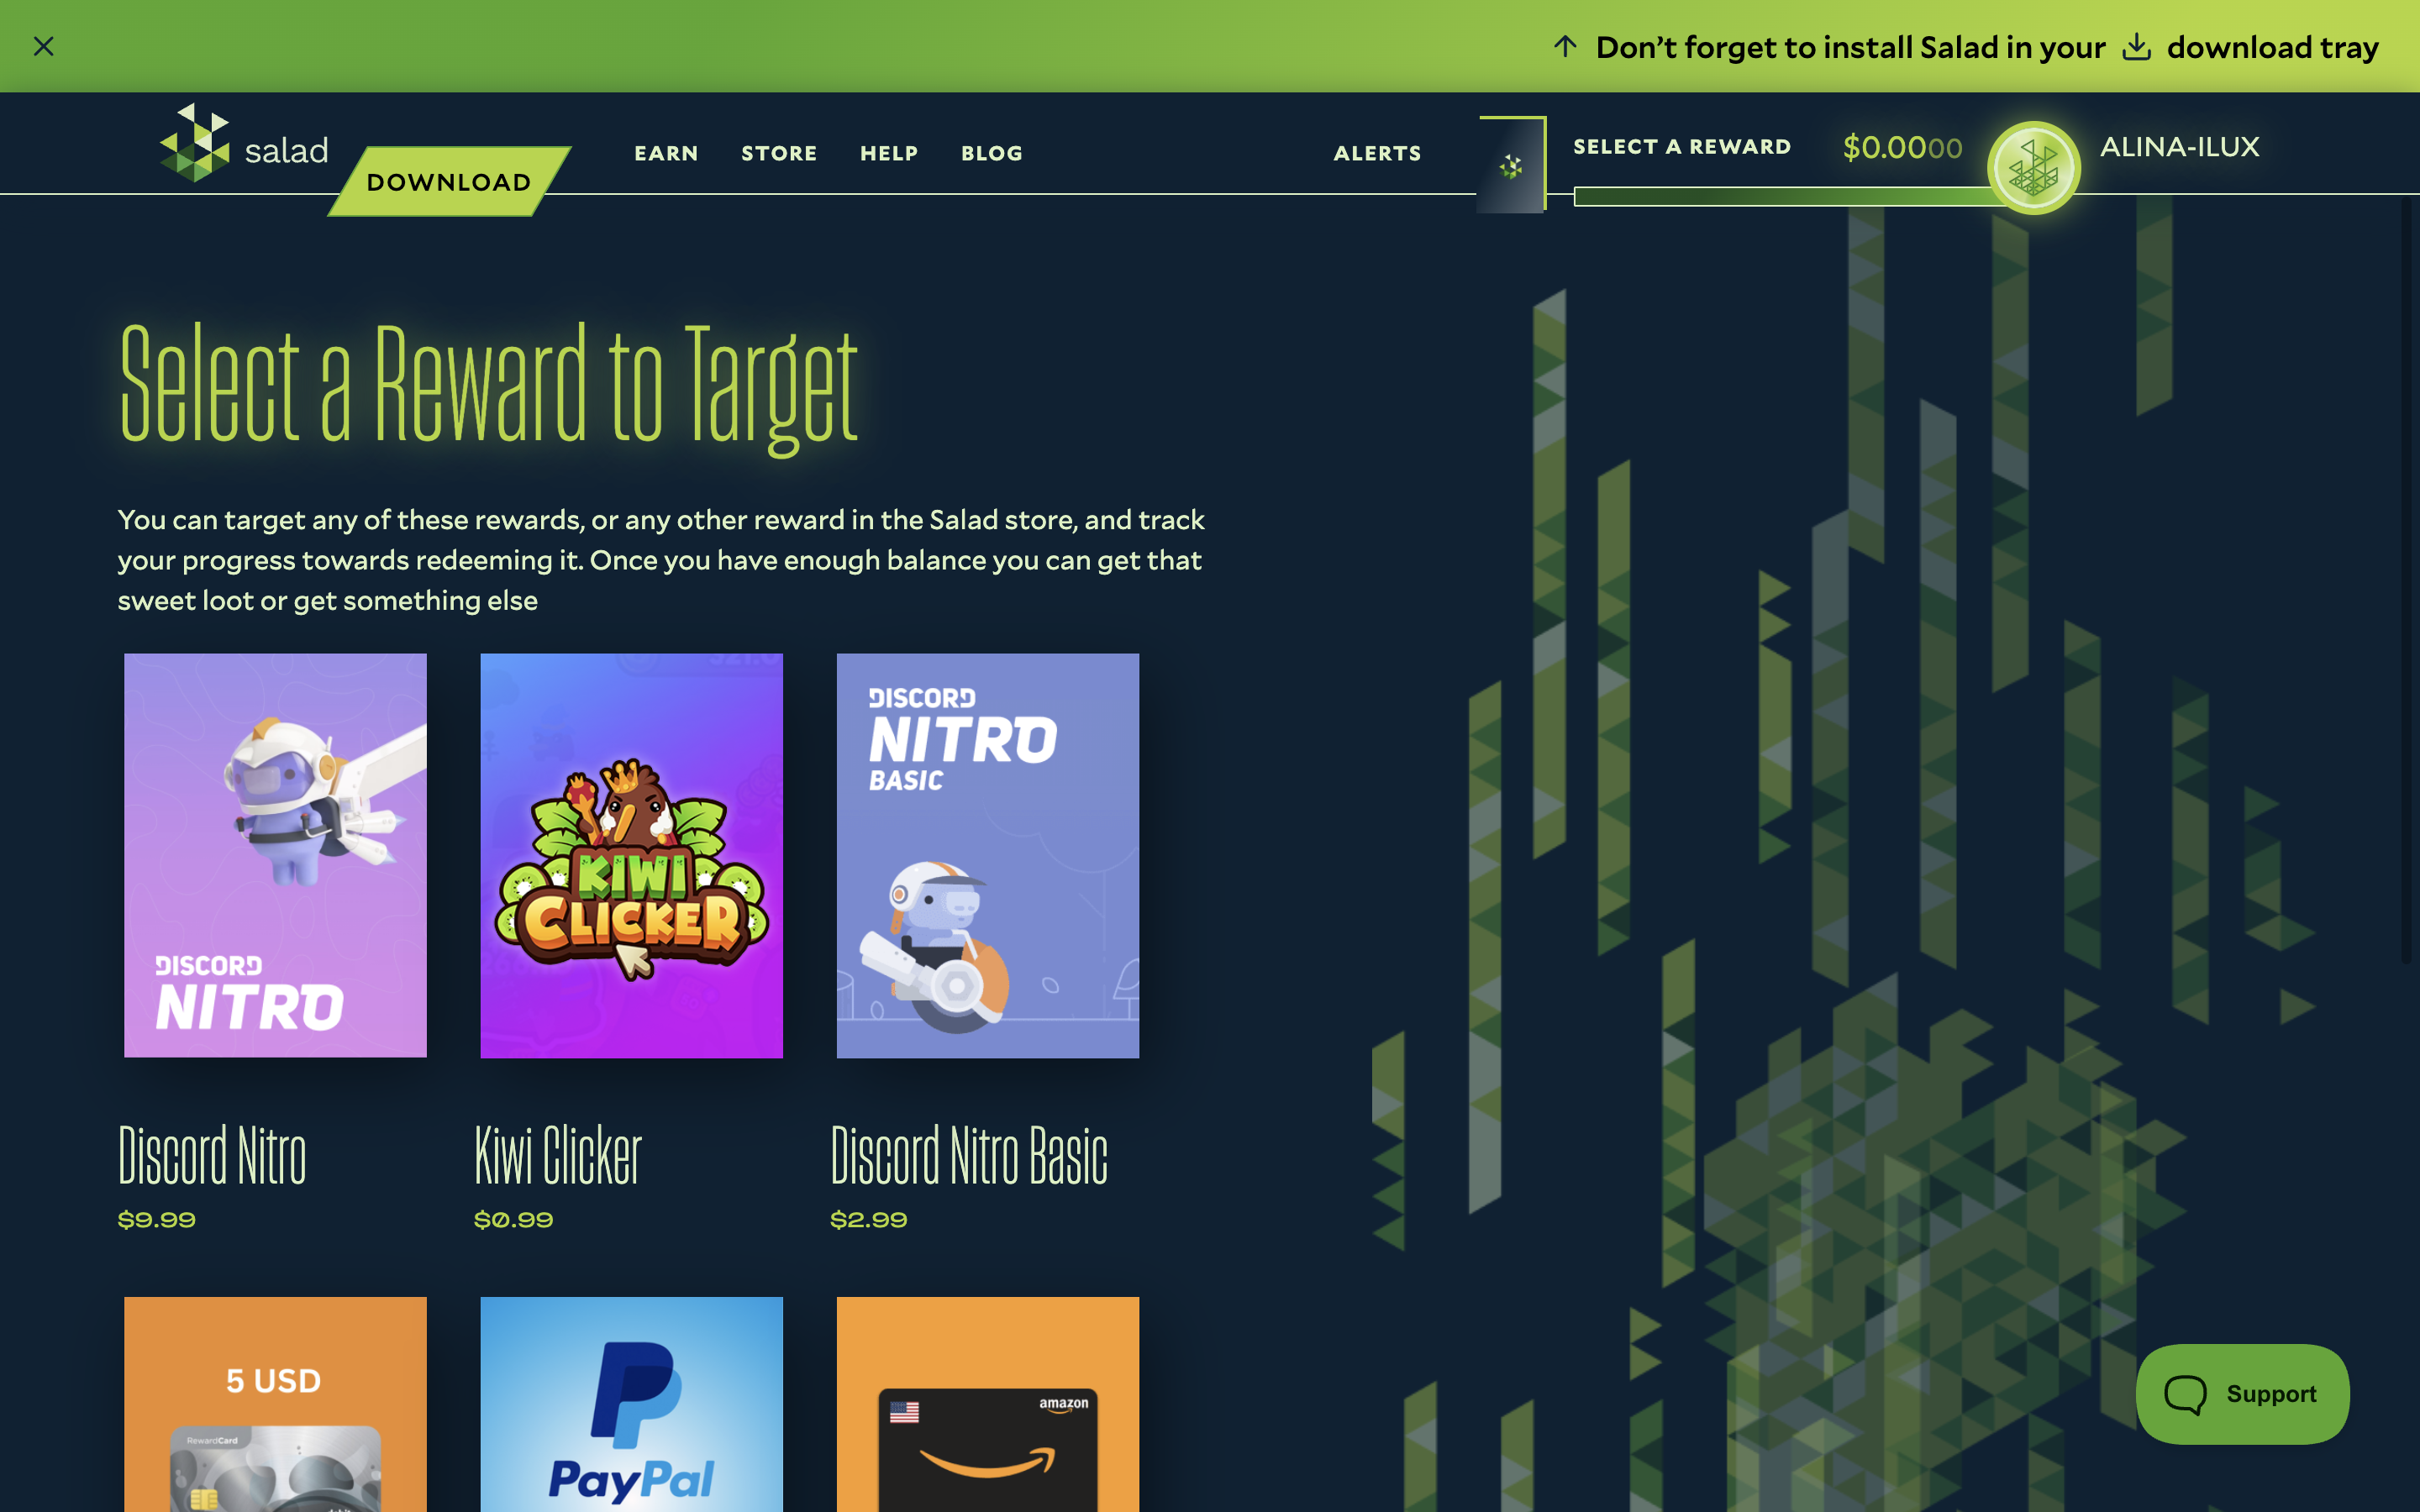 Don't forget to install Salad in your download tray
salad
DOWNLOAD
EARN
STORE
HELP
BLOG
ALERTS
SELECT A REWARD
$0.0000
ALINA-ILUX
Select a Reward to Target
You can target any of these rewards, or any other reward in the Salad store, and track
your progress towards redeeming it. Once you have enough balance you can get that
sweet loot or get something else
DISCORD
NITRO
KIWI
CLICKER
DISCORD
NITRO
BASIC
Discord Nitro
$9.99
Kiwi Clicker
$0.99
Discord Nitro Basic
$2.99
5 USD
RewardCard
PayPal
amazon
Support